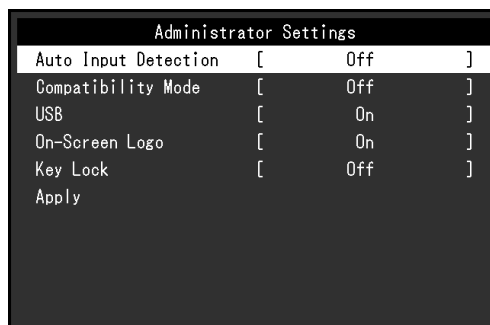 Administrator Settings
Auto Input Detection [ Off ]
Compatibility Mode [ Off ]
USB [ On ]
On-Screen Logo [ On ]
Key Lock [ Off ]
Apply